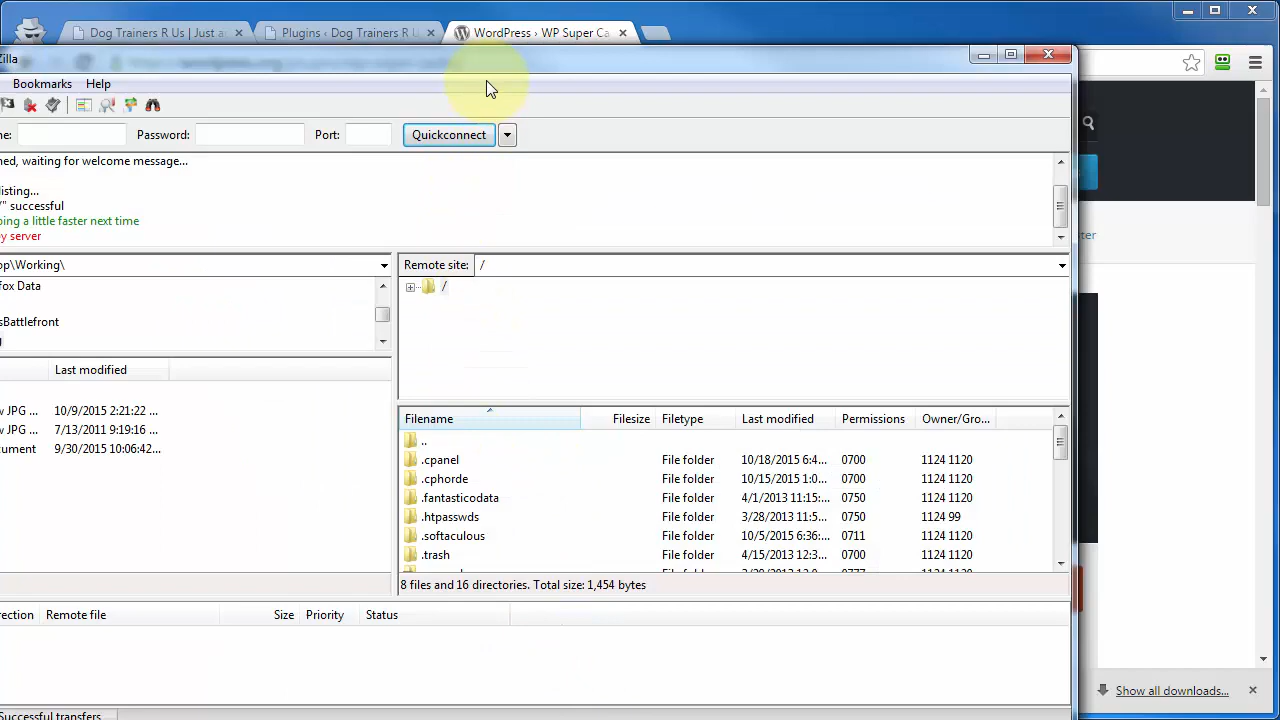 Dog Trainers R Us | Just a
Plugins ‹ Dog Trainers R U
WordPress › WP Super Ca
Zilla
Bookmarks Help
ne: Password: Port: Quickconnect
ned, waiting for welcome message...
listing...
/" successful
ping a little faster next time
by server
op\Working\
Remote site: /
fox Data
/
sBattlefront
g
Last modified
w JPG ... 10/9/2015 2:21:22 ...
w JPG ... 7/13/2011 9:19:16 ...
cument 9/30/2015 10:06:42...
Filename Filesize Filetype Last modified Permissions Owner/Gro...
..
.cpanel File folder 10/18/2015 6:4... 0700 1124 1120
.cphorde File folder 10/15/2015 1:0... 0700 1124 1120
.fantasticodata File folder 4/1/2013 11:15:... 0750 1124 1120
.htpasswds File folder 3/28/2013 11:5... 0750 1124 99
.softaculous File folder 10/5/2015 6:36:... 0711 1124 1120
.trash File folder 4/15/2013 12:3... 0700 1124 1120
8 files and 16 directories. Total size: 1,454 bytes
rection Remote file Size Priority Status
Successful transfers
ter
Show all downloads...